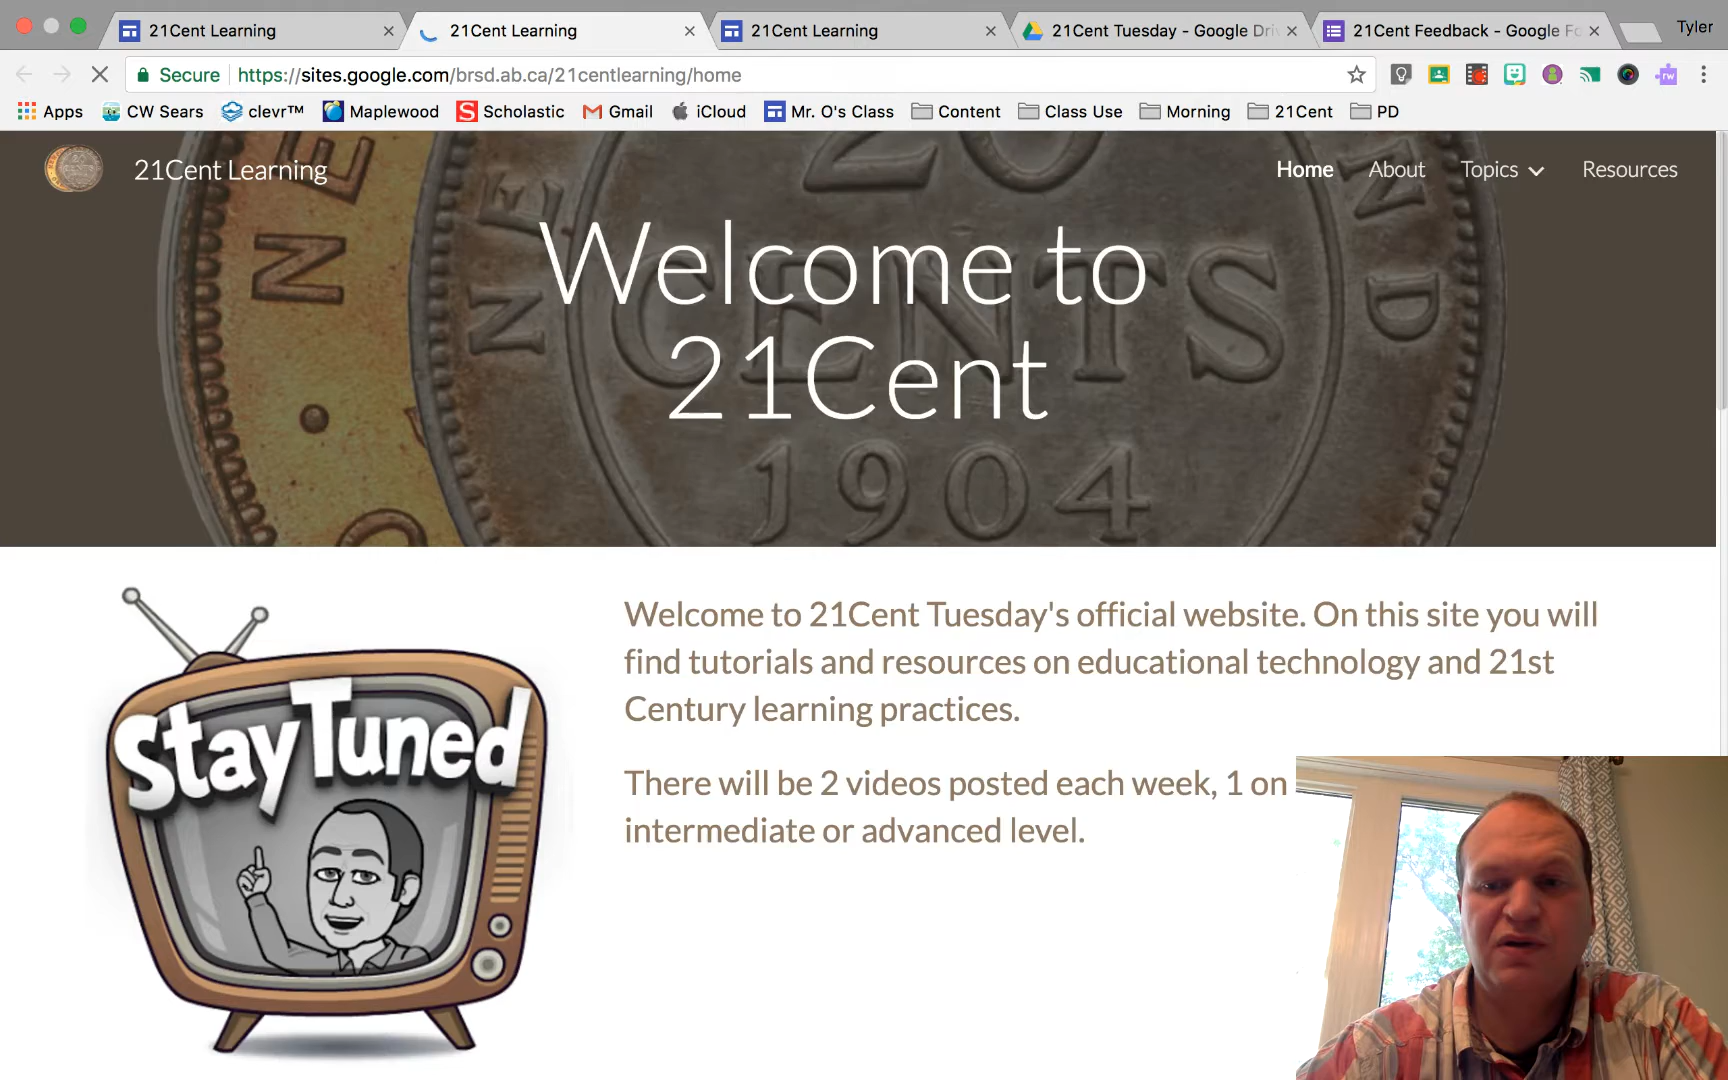 21Cent Learning
21Cent Learning
21Cent Learning
21Cent Tuesday - Google Dri
21Cent Feedback - Google Fo
Tyler
Secure
https://sites.google.com/brsd.ab.ca/21centlearning/home
rw
Apps
CW Sears
clevr™
Maplewood
S Scholastic
Gmail
iCloud
Mr. O's Class
Content
Class Use
Morning
21Cent
PD
21Cent Learning
Home
About
Topics
Resources
Welcome to
21Cent
CENTS
1904
Stay Tuned
Welcome to 21Cent Tuesday's official website. On this site you will
find tutorials and resources on educational technology and 21st
Century learning practices.
There will be 2 videos posted each week, 1 on
intermediate or advanced level.